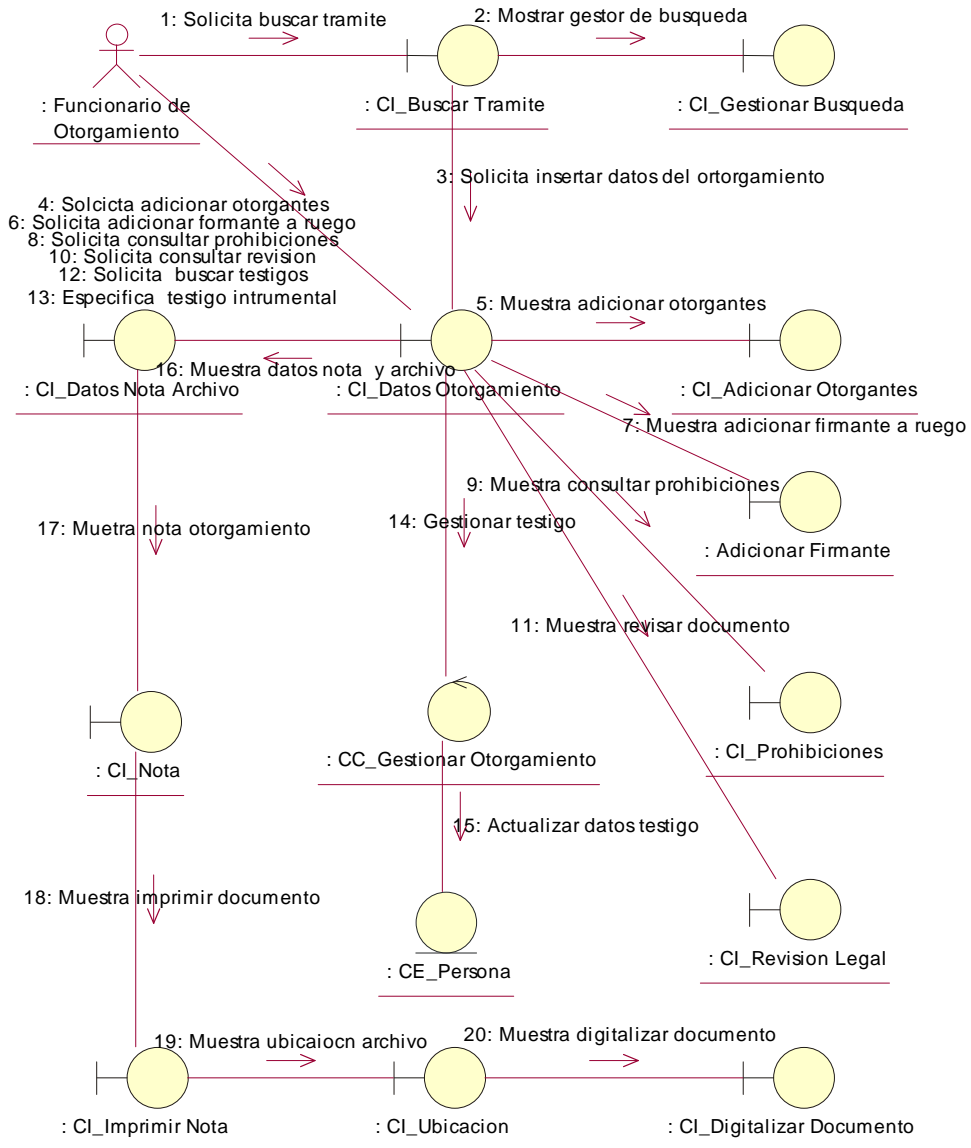 1: Solicita buscar tramite
2: Mostrar gestor de busqueda
: Funcionario de
Otorgamiento
: CI_Buscar Tramite
: CI_Gestionar Busqueda
3: Solicita insertar datos del ortorgamiento
4: Solcicta adicionar otorgantes
6: Solicita adicionar formante a ruego
8: Solicita consultar prohibiciones
10: Solicita consultar revision
12: Solicita  buscar testigos
13: Especifica  testigo intrumental
5: Muestra adicionar otorgantes
16: Muestra datos nota  y archivo
: CI_Datos Nota Archivo
: CI_Datos Otorgamiento
: CI_Adicionar Otorgantes
7: Muestra adicionar firmante a ruego
9: Muestra consultar prohibiciones
17: Muetra nota otorgamiento
14: Gestionar testigo
: Adicionar Firmante
11: Muestra revisar documento
: CI_Nota
: CC_Gestionar Otorgamiento
: CI_Prohibiciones
15: Actualizar datos testigo
18: Muestra imprimir documento
: CE_Persona
: CI_Revision Legal
19: Muestra ubicaiocn archivo
20: Muestra digitalizar documento
: CI_Imprimir Nota
: CI_Ubicacion
: CI_Digitalizar Documento